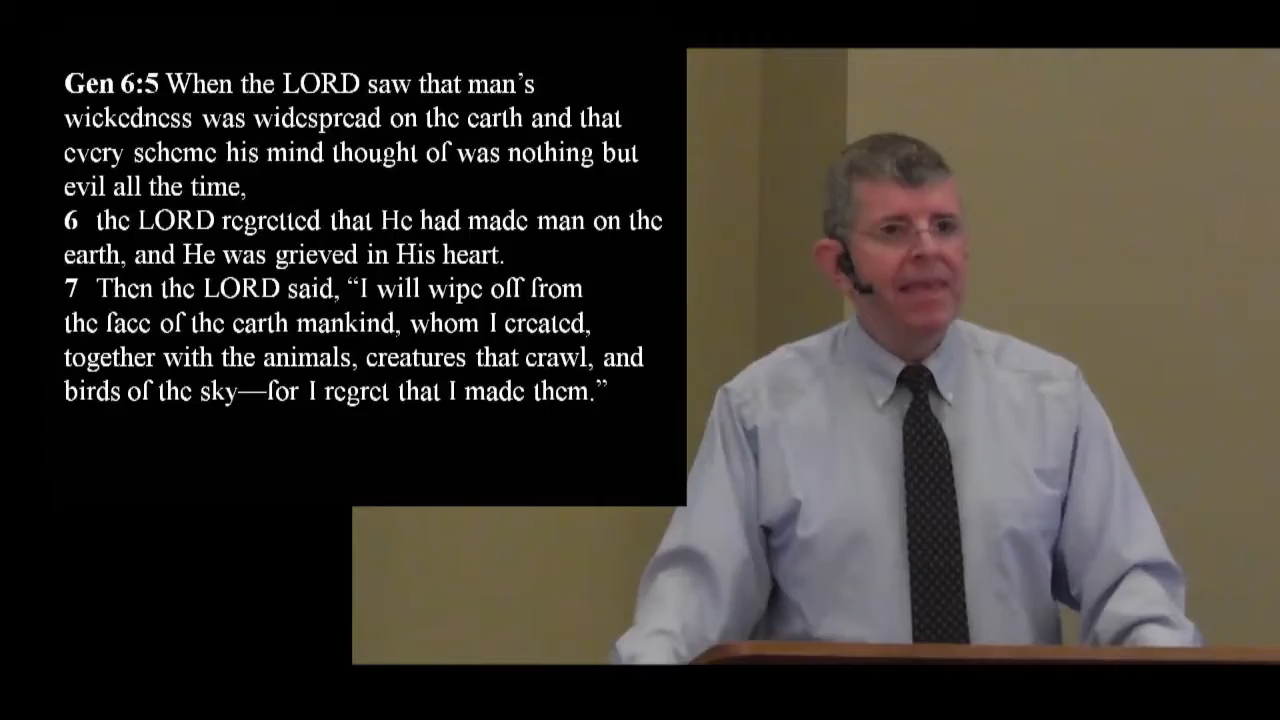 Gen 6:5 When the LORD saw that man’s
wickedness was widespread on the earth and that
every scheme his mind thought of was nothing but
evil all the time,
6 the LORD regretted that He had made man on the
earth, and He was grieved in His heart.
7 Then the LORD said, “I will wipe off from
the face of the earth mankind, whom I created,
together with the animals, creatures that crawl, and
birds of the sky—for I regret that I made them.”